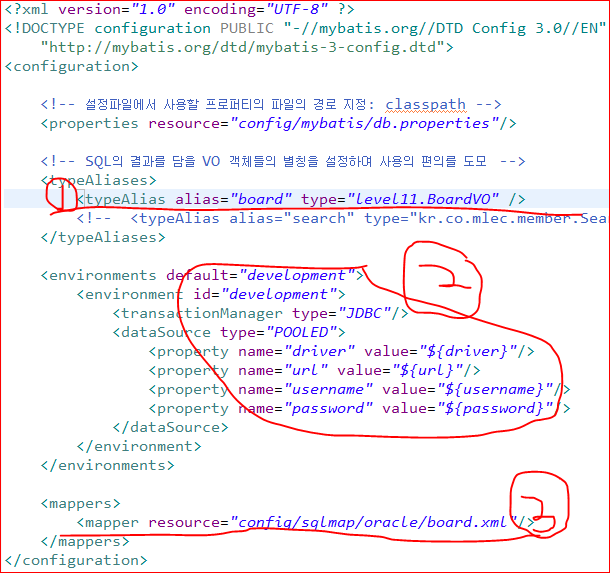 <?xml version="1.0" encoding="UTF-8" ?>
<!DOCTYPE configuration PUBLIC "-//mybatis.org//DTD Config 3.0//EN"
"http://mybatis.org/dtd/mybatis-3-config.dtd">
<configuration>
<!-- 설정파일에서 사용할 프로퍼티의 파일의 경로 지정: classpath -->
<properties resource="config/mybatis/db.properties"/>
<!-- SQL의 결과를 담을 VO 객체들의 별칭을 설정하여 사용의 편의를 도모 -->
<typeAliases>
1 <typeAlias alias="board" type="level11.BoardVO" />
<!-- <typeAlias alias="search" type="kr.co.mlec.member.Sear
</typeAliases>
2
<environments default="development">
<environment id="development">
<transactionManager type="JDBC"/>
<dataSource type="POOLED">
<property name="driver" value="${driver}"/>
<property name="url" value="${url}"/>
<property name="username" value="${username}"/>
<property name="password" value="${password}"/>
</dataSource>
</environment>
</environments>
<mappers>
<mapper resource="config/sqlmap/oracle/board.xml"/> 3
</mappers>
</configuration>